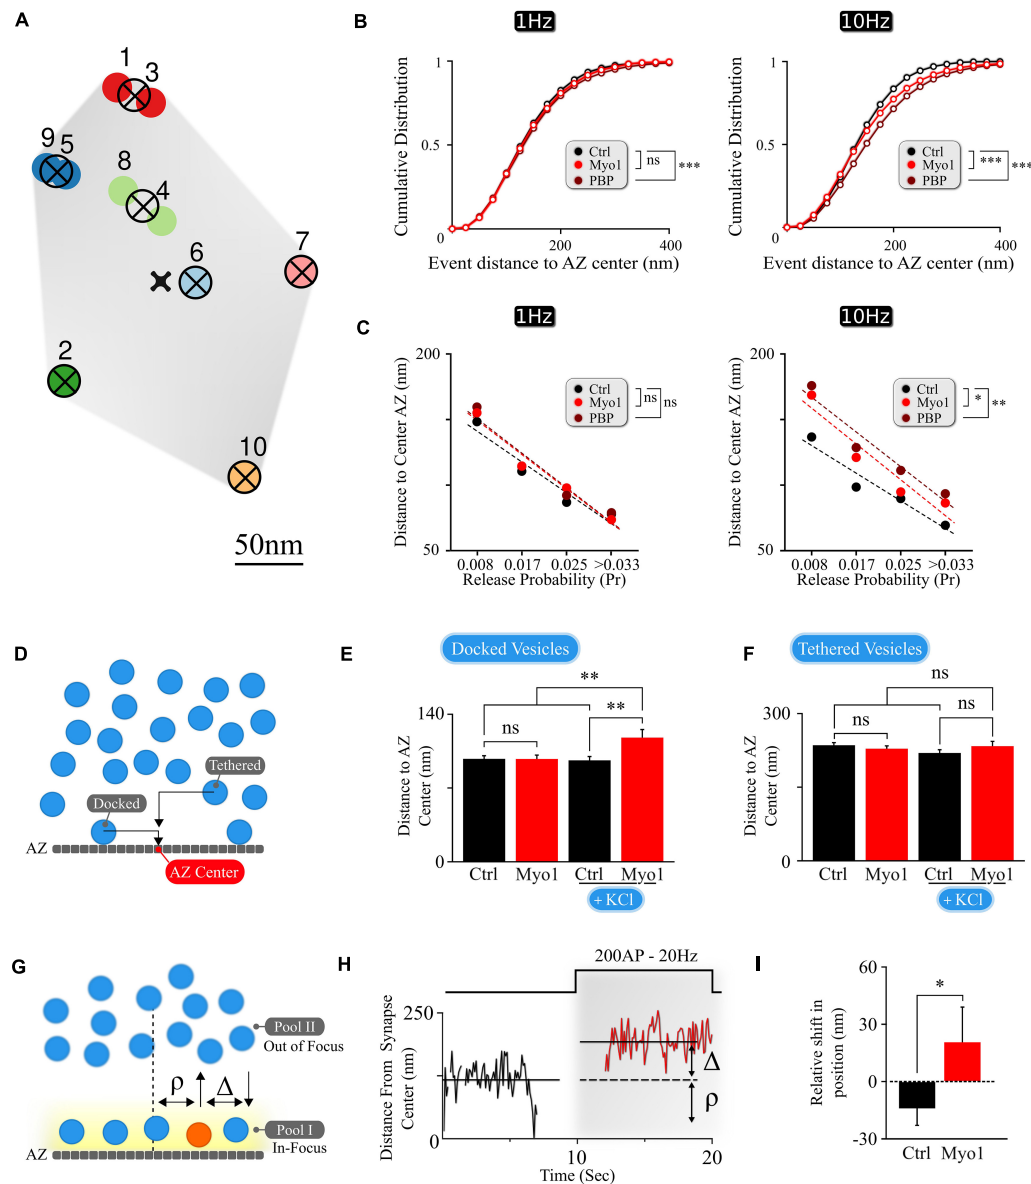 A
1
3
9
5
8
4
6
7
2
10
50nm
B
1Hz
Cumulative Distribution
1
0.5
0
200
400
Event distance to AZ center (nm)
Ctrl
Myo1
PBP
ns
***
10Hz
Cumulative Distribution
1
0.5
0
200
400
Event distance to AZ center (nm)
Ctrl
Myo1
PBP
***
***
C
1Hz
Distance to Center AZ (nm)
200
50
0.008
0.017
0.025
>0.033
Release Probability (Pr)
Ctrl
Myo1
PBP
ns
ns
10Hz
Distance to Center AZ (nm)
200
50
0.008
0.017
0.025
>0.033
Release Probability (Pr)
Ctrl
Myo1
PBP
*
**
D
Tethered
Docked
AZ
AZ Center
E
Docked Vesicles
Distance to AZ
Center (nm)
140
0
ns
**
**
Ctrl
Myo1
Ctrl
Myo1
+ KCl
F
Tethered Vesicles
Distance to AZ
Center (nm)
300
0
ns
ns
ns
Ctrl
Myo1
Ctrl
Myo1
+ KCl
G
Pool II
Out of Focus
ρ
Δ
Pool I
In-Focus
AZ
H
200AP - 20Hz
Distance From Synapse
Center (nm)
250
0
Δ
ρ
0
10
20
Time (Sec)
I
Relative shift in
position (nm)
60
30
0
-30
*
Ctrl
Myo1